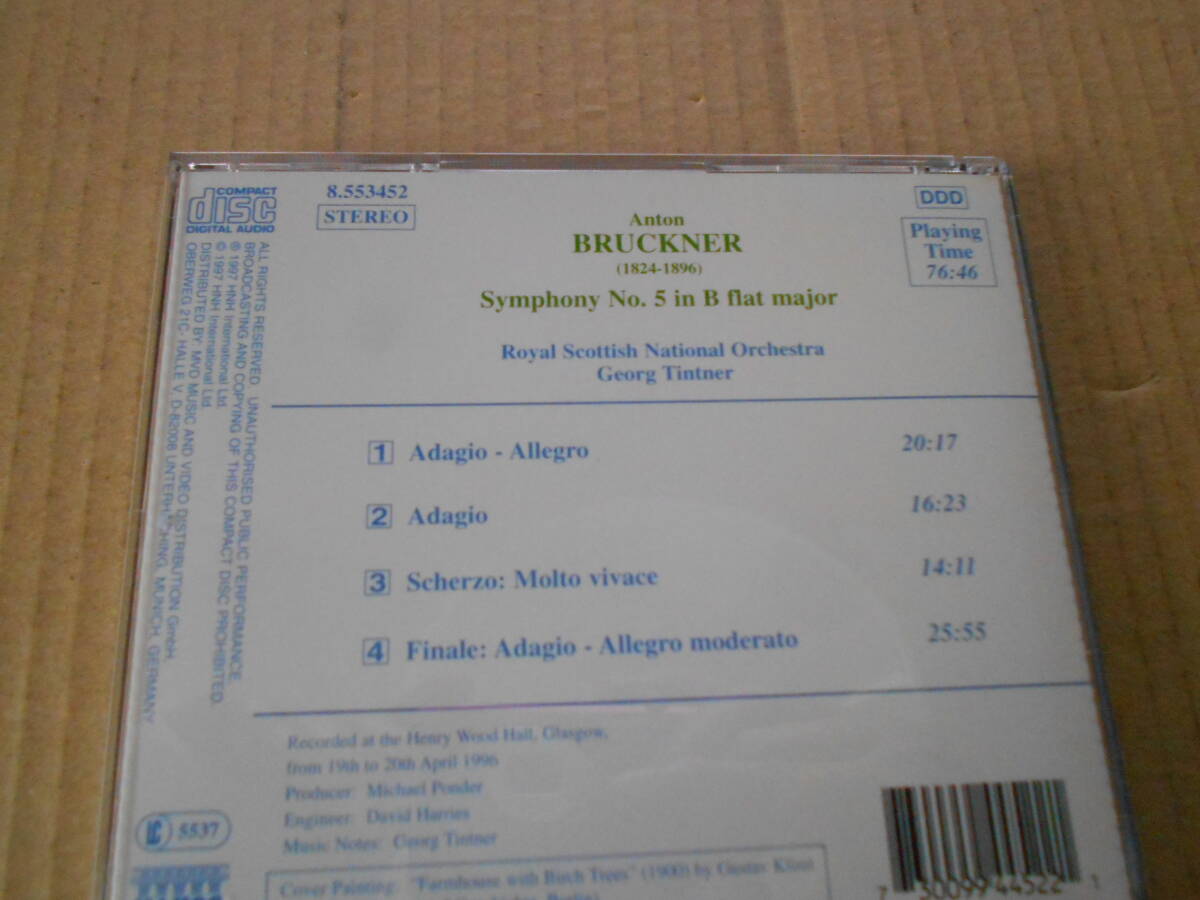 COMPACT
disc
DIGITAL AUDIO
8.553452
STEREO
DDD
Playing
Time
76:46
Anton
BRUCKNER
(1824-1896)
Symphony No. 5 in B flat major
Royal Scottish National Orchestra
Georg Tintner
1 Adagio - Allegro 20:17
2 Adagio 16:23
3 Scherzo: Molto vivace 14:11
4 Finale: Adagio - Allegro moderato 25:55
Recorded at the Henry Wood Hall, Glasgow,
from 19th to 20th April 1996
Producer: Michael Ponder
Engineer: David Harries
Music Notes: Georg Tintner
Cover Painting: "Farmhouse with Birch Trees" (1900) by Gustav Klimt
Berlin)
ALL RIGHTS RESERVED. UNAUTHORISED PUBLIC PERFORMANCE,
BROADCASTING AND COPYING OF THIS COMPACT DISC PROHIBITED.
℗ 1997 HNH International Ltd.
© 1997 HNH International Ltd.
DISTRIBUTED BY: MVD MUSIC AND VIDEO DISTRIBUTION GmbH,
OBERWEG 21C- HALLE V. D-82008 MUNICH, GERMANY
LC 5537
7 30099 44522 1